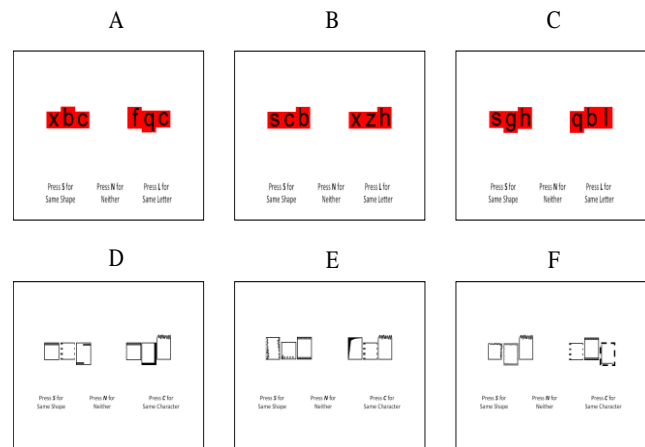 A B C
xbc fqc scb xzh sgh qbl
Press S for Press N for Press L for Press S for Press N for Press L for Press S for Press N for Press L for
Same Shape Neither Same Letter Same Shape Neither Same Letter Same Shape Neither Same Letter
D E F
Press S for Press N for Press C for Press S for Press N for Press C for Press S for Press N for Press C for
Same Shape Neither Same Character Same Shape Neither Same Character Same Shape Neither Same Character